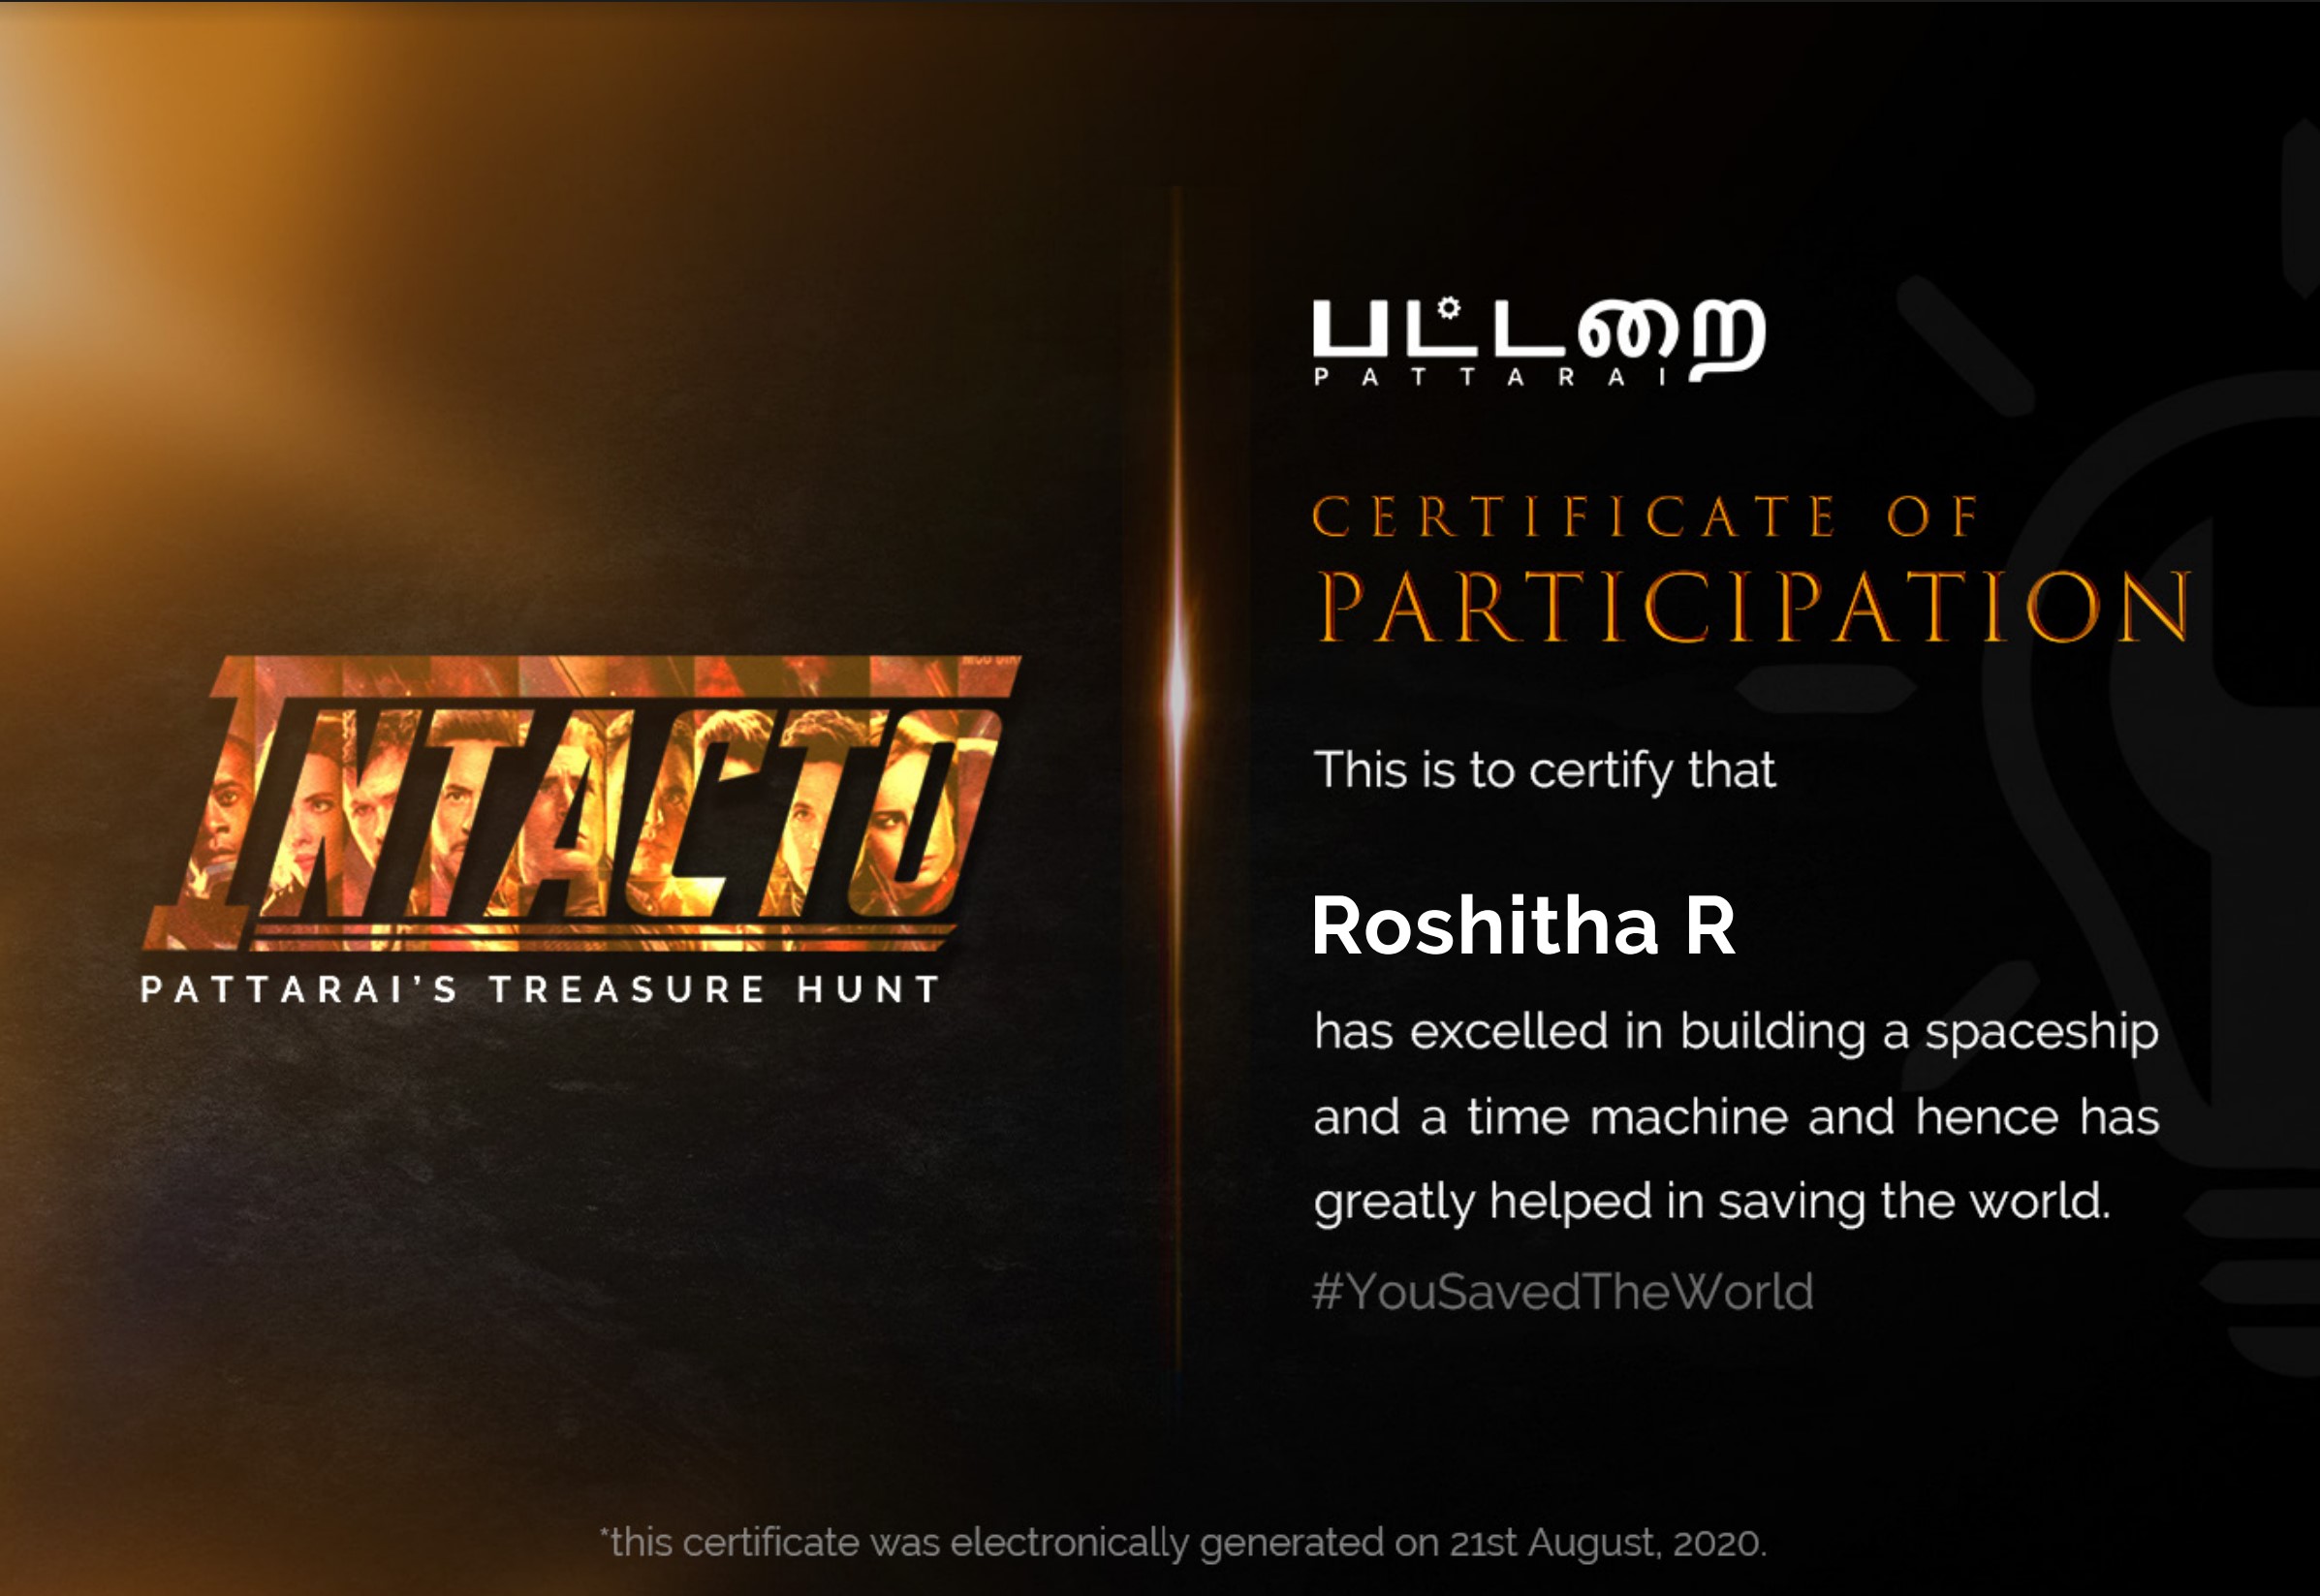 INTACTO
PATTARAI'S TREASURE HUNT
பட்டறை
PATTARAI
CERTIFICATE OF
PARTICIPATION
This is to certify that
Roshitha R
has excelled in building a spaceship
and a time machine and hence has
greatly helped in saving the world.
#YouSavedTheWorld
*this certificate was electronically generated on 21st August, 2020.